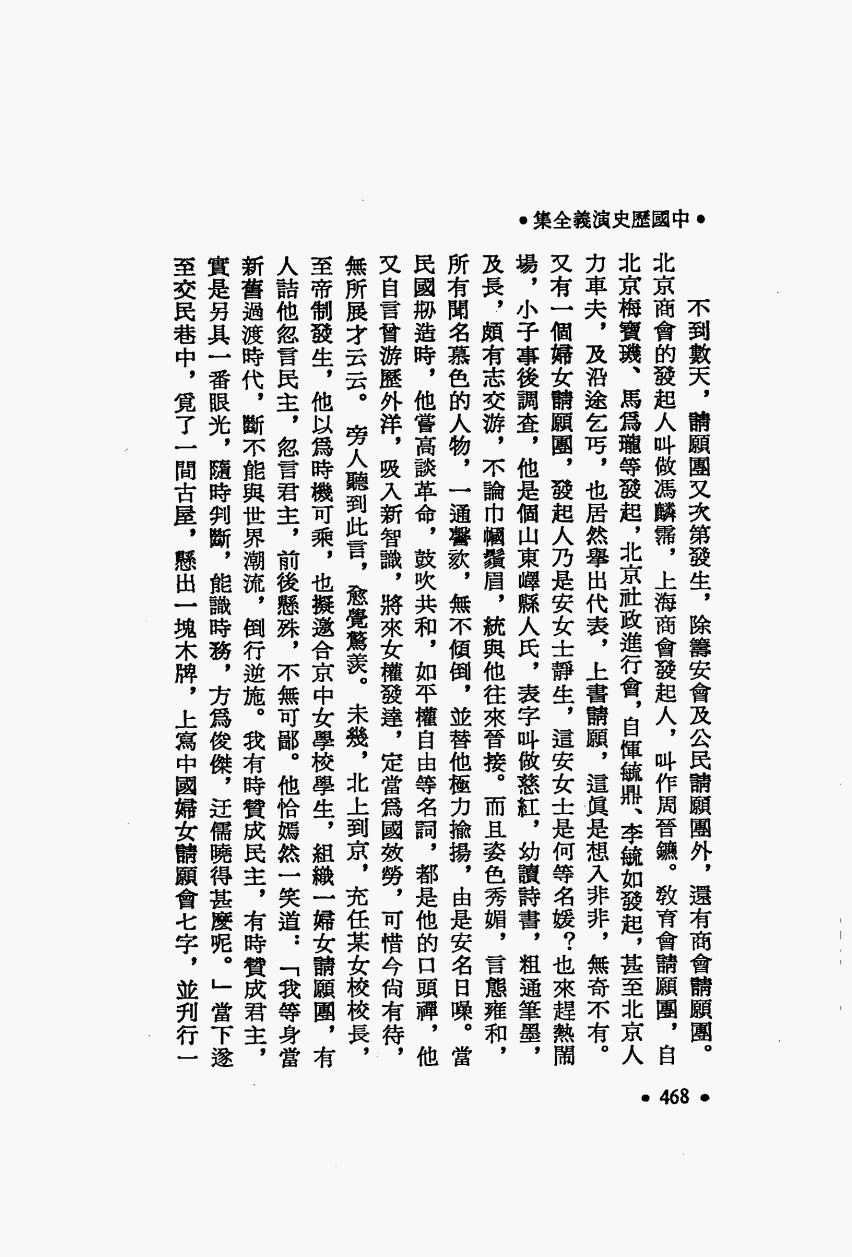 •中國歷史演義全集•
不到數天，請願團又次第發生，除籌安會及公民請願團外，還有商會請願團。
北京商會的發起人叫做馮麟霈，上海商會發起人，叫作周晉鑣。敎育會請願團，自
北京梅寶璣、馬爲瓏等發起，北京社政進行會，自惲毓鼎、李毓如發起，甚至北京人
力車夫，及沿途乞丐，也居然擧出代表，上書請願，這眞是想入非非，無奇不有。
又有一個婦女請願團，發起人乃是安女士靜生，這安女士是何等名媛？也來趕熱鬧
場，小子事後調査，他是個山東嶧縣人氏，表字叫做慈紅，幼讀詩書，粗通筆墨，
及長，頗有志交游，不論巾幗鬚眉，統與他往來晉接。而且姿色秀媚，言態雍和，
所有聞名慕色的人物，一通謦欬，無不傾倒，並替他極力揄揚，由是安名日噪。當
民國刱造時，他嘗高談革命，鼓吹共和，如平權自由等名詞，都是他的口頭禪，他
又自言曾游歷外洋，吸入新智識，將來女權發達，定當爲國效勞，可惜今尙有待，
無所展才云云。旁人聽到此言，愈覺驚羨。未幾，北上到京，充任某女校校長，
至帝制發生，他以爲時機可乘，也擬邀合京中女學校學生，組織一婦女請願團，有
人詰他忽言民主，忽言君主，前後懸殊，不無可鄙。他恰嫣然一笑道：「我等身當
新舊過渡時代，斷不能與世界潮流，倒行逆施。我有時贊成民主，有時贊成君主，
實是另具一番眼光，隨時判斷，能識時務，方爲俊傑，迂儒曉得甚麼呢。」當下遂
至交民巷中，覓了一間古屋，懸出一塊木牌，上寫中國婦女請願會七字，並刋行一
•468•